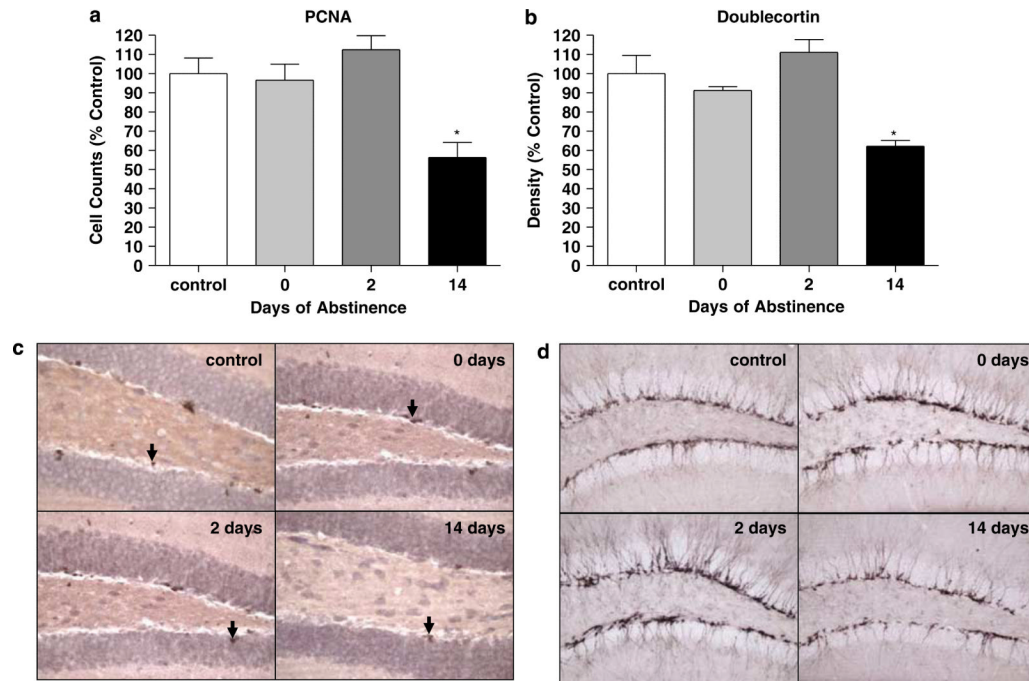 a
PCNA
Cell Counts (% Control)
120
110
100
90
80
70
60
50
40
30
20
10
0
*
control 0 2 14
Days of Abstinence
b
Doublecortin
Density (% Control)
120
110
100
90
80
70
60
50
40
30
20
10
0
*
control 0 2 14
Days of Abstinence
c
control 0 days
2 days 14 days
d
control 0 days
2 days 14 days